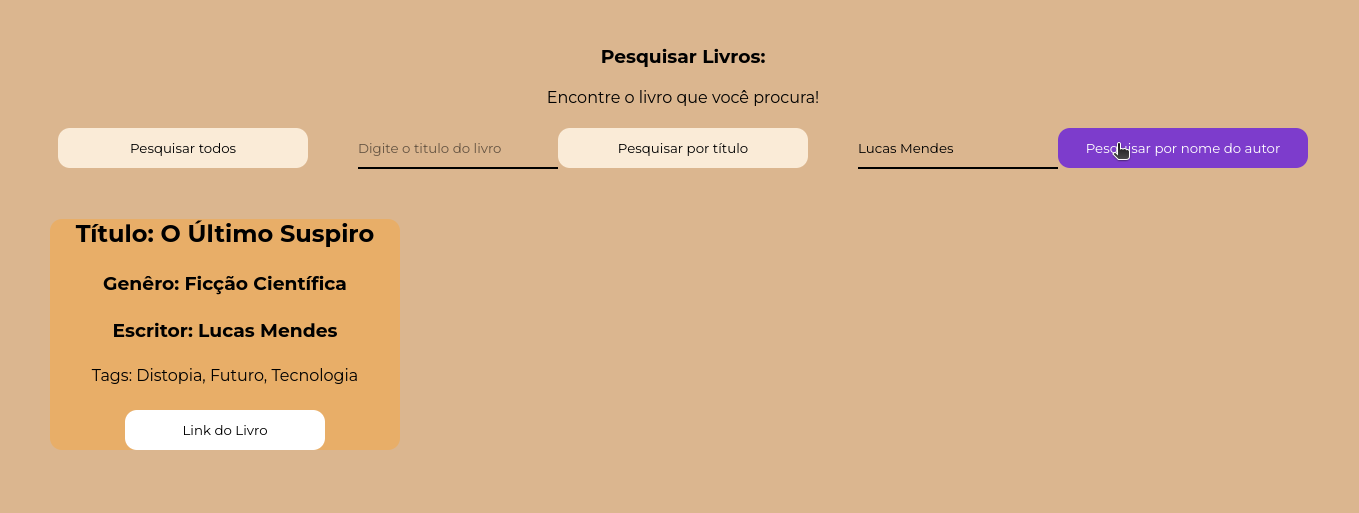 Pesquisar Livros:
Encontre o livro que você procura!
Pesquisar todos
Digite o titulo do livro
Pesquisar por título
Lucas Mendes
Pesquisar por nome do autor
Título: O Último Suspiro
Genêro: Ficção Científica
Escritor: Lucas Mendes
Tags: Distopia, Futuro, Tecnologia
Link do Livro